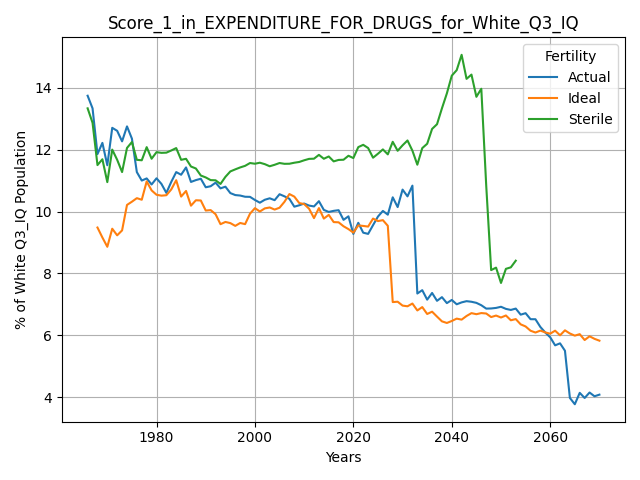 Score_1_in_EXPENDITURE_FOR_DRUGS_for_White_Q3_IQ
Fertility
Actual
Ideal
Sterile
% of White Q3_IQ Population
14
12
10
8
6
4
1980
2000
2020
2040
2060
Years